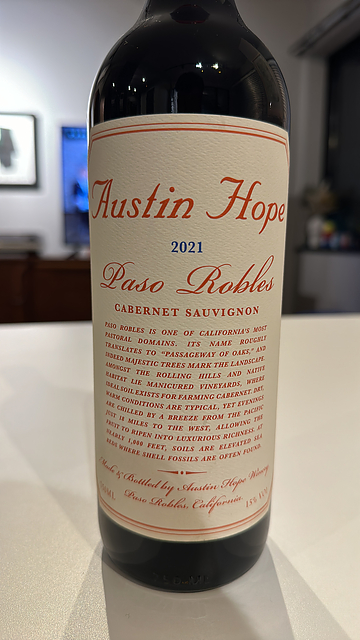 Austin Hope
2021
Paso Robles
CABERNET SAUVIGNON
PASO ROBLES IS ONE OF CALIFORNIA'S MOST
PASTORAL DOMAINS. ITS NAME ROUGHLY
TRANSLATES TO "PASSAGEWAY OF OAKS," AND
INDEED MAJESTIC TREES MARK THE LANDSCAPE.
AMONGST THE ROLLING HILLS AND NATIVE
HABITAT LIE MANICURED VINEYARDS, WHERE
IDEAL SOIL EXISTS FOR FARMING CABERNET. DRY,
WARM CONDITIONS ARE TYPICAL, YET EVENINGS
ARE CHILLED BY A BREEZE FROM THE PACIFIC
JUST 20 MILES TO THE WEST, ALLOWING THE
FRUIT TO RIPEN INTO LUXURIOUS RICHNESS. AT
NEARLY 1,000 FEET, SOILS ARE ELEVATED SEA
BEDS WHERE SHELL FOSSILS ARE OFTEN FOUND.
Made & Bottled by Austin Hope Winery
Paso Robles, California
15% VOL